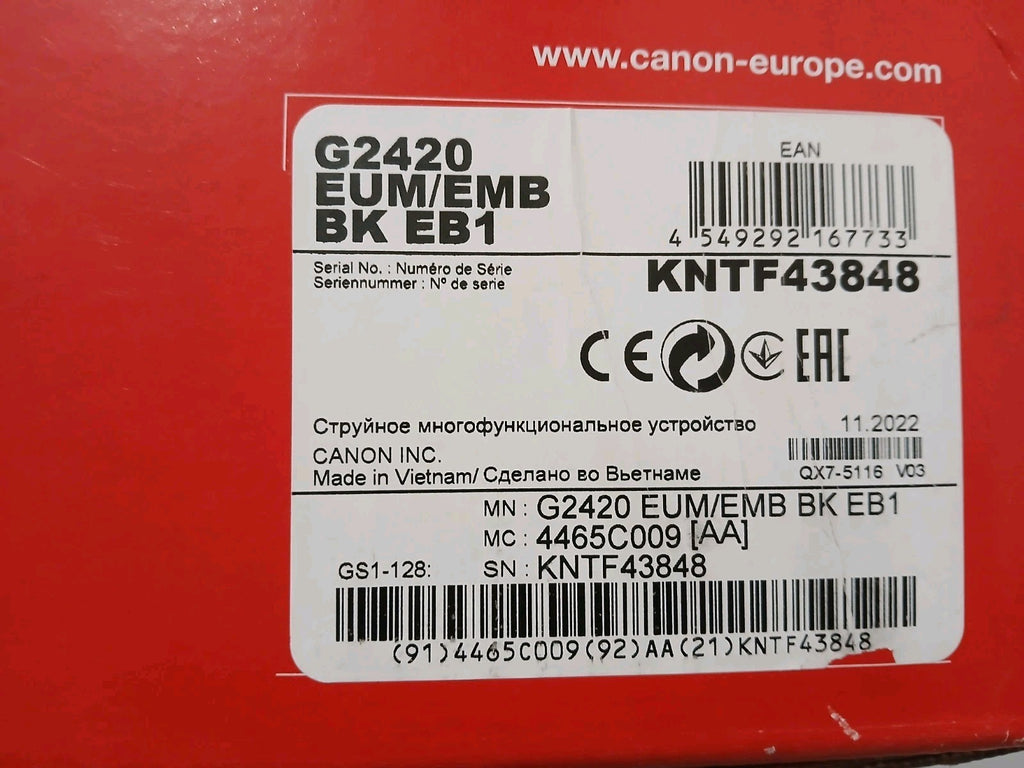 www.canon-europe.com
G2420
EUM/EMB
BK EB1
EAN
4 549292 167733
Serial No. : Numéro de Série
Seriennummer : Nº de serie
KNTF43848
CE
EAC
Струйное многофункциональное устройство
11.2022
CANON INC.
Made in Vietnam/ Сделано во Вьетнаме
QX7-5116 V03
MN : G2420 EUM/EMB BK EB1
MC : 4465C009 [AA]
GS1-128: SN : KNTF43848
(91)4465C009(92)AA(21)KNTF43848